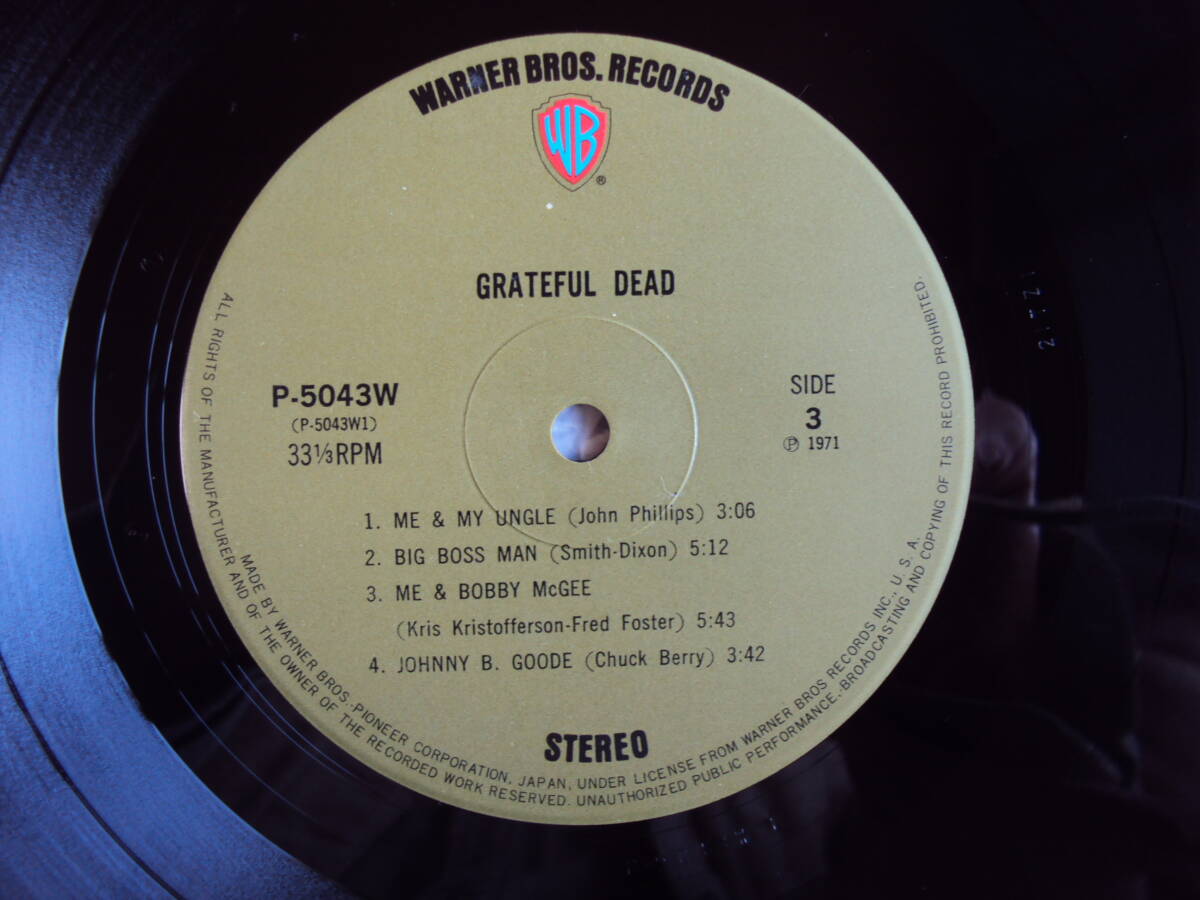 WARNER BROS. RECORDS
WB
®
GRATEFUL DEAD
P-5043W
(P-5043W1)
33⅓RPM
SIDE
3
℗ 1971
1. ME & MY UNGLE (John Phillips) 3:06
2. BIG BOSS MAN (Smith-Dixon) 5:12
3. ME & BOBBY McGEE
(Kris Kristofferson-Fred Foster) 5:43
4. JOHNNY B. GOODE (Chuck Berry) 3:42
STEREO
MADE BY WARNER BROS.-PIONEER CORPORATION, JAPAN, UNDER LICENSE FROM WARNER BROS RECORDS INC., U.S.A.
ALL RIGHTS OF THE MANUFACTURER AND OF THE OWNER OF THE RECORDED WORK RESERVED. UNAUTHORIZED PUBLIC PERFORMANCE, BROADCASTING AND COPYING OF THIS RECORD PROHIBITED.